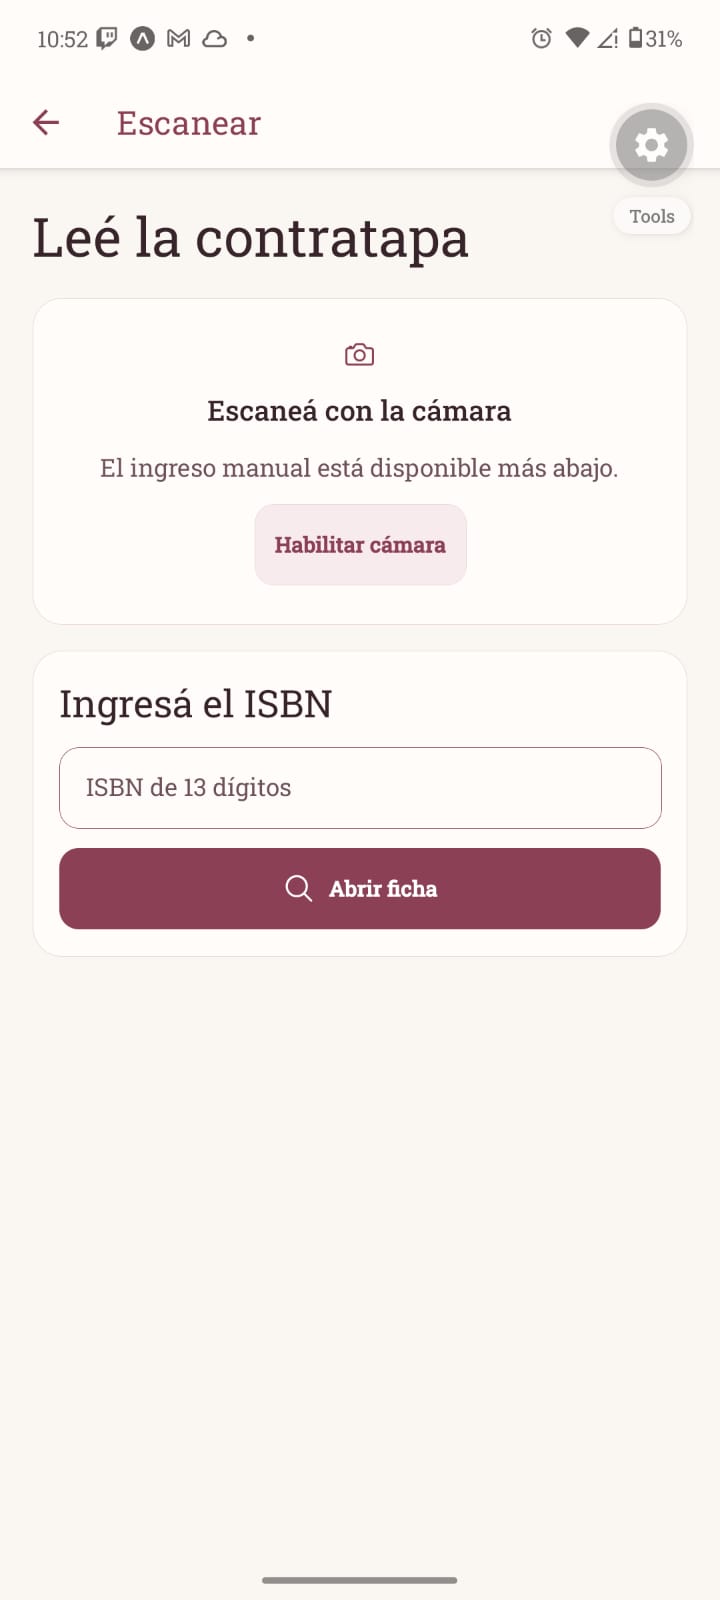 10:52
31%
Escanear
Tools
Leé la contratapa
Escaneá con la cámara
El ingreso manual está disponible más abajo.
Habilitar cámara
Ingresá el ISBN
ISBN de 13 dígitos
Abrir ficha